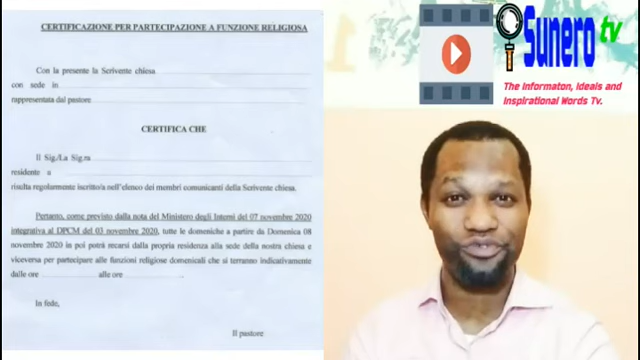 CERTIFICAZIONE PER PARTECIPAZIONE A FUNZIONE RELIGIOSA
Con la presente la Scrivente chiesa
con sede in
rappresentata dal pastore
CERTIFICA CHE
Il Sig./La Sig.ra
residente a
risulta regolarmente iscritto/a nell'elenco dei membri comunicanti della Scrivente chiesa.
Pertanto, come previsto dalla nota del Ministero degli Interni del 07 novembre 2020
integrativa al DPCM del 03 novembre 2020, tutte le domeniche a partire da Domenica 08
novembre 2020 in poi potrà recarsi dalla propria residenza alla sede della nostra chiesa e
viceversa per partecipare alle funzioni religiose domenicali che si terranno indicativamente
dalle ore alle ore
In fede,
Il pastore
Sunero tv
The Informaton, Ideals and
Inspirational Words Tv.